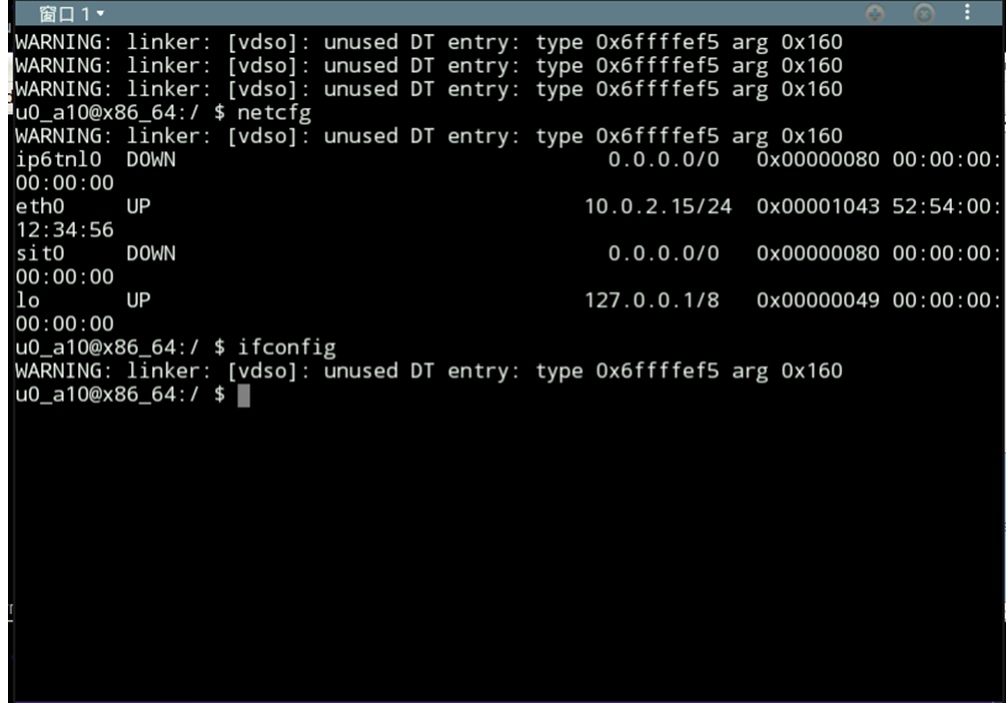 窗口 1
WARNING: linker: [vdso]: unused DT entry: type 0x6ffffef5 arg 0x160
WARNING: linker: [vdso]: unused DT entry: type 0x6ffffef5 arg 0x160
WARNING: linker: [vdso]: unused DT entry: type 0x6ffffef5 arg 0x160
u0_a10@x86_64:/ $ netcfg
WARNING: linker: [vdso]: unused DT entry: type 0x6ffffef5 arg 0x160
ip6tnl0  DOWN                                   0.0.0.0/0   0x00000080 00:00:00:
00:00:00
eth0     UP                                   10.0.2.15/24  0x00001043 52:54:00:
12:34:56
sit0     DOWN                                   0.0.0.0/0   0x00000080 00:00:00:
00:00:00
lo       UP                                   127.0.0.1/8   0x00000049 00:00:00:
00:00:00
u0_a10@x86_64:/ $ ifconfig
WARNING: linker: [vdso]: unused DT entry: type 0x6ffffef5 arg 0x160
u0_a10@x86_64:/ $